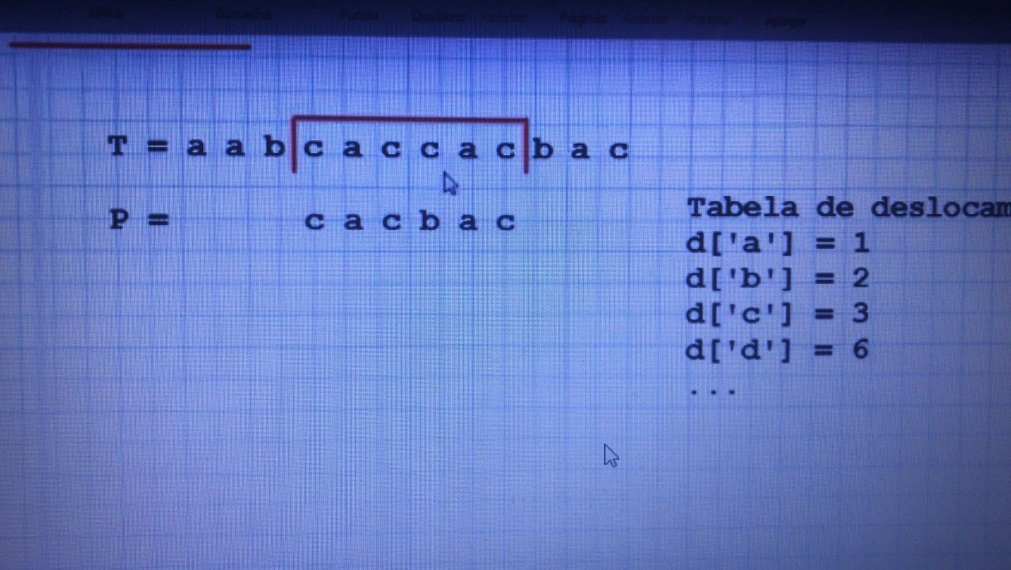 T = a a b c a c c a c b a c
P = c a c b a c
Tabela de deslocam
d['a'] = 1
d['b'] = 2
d['c'] = 3
d['d'] = 6
...